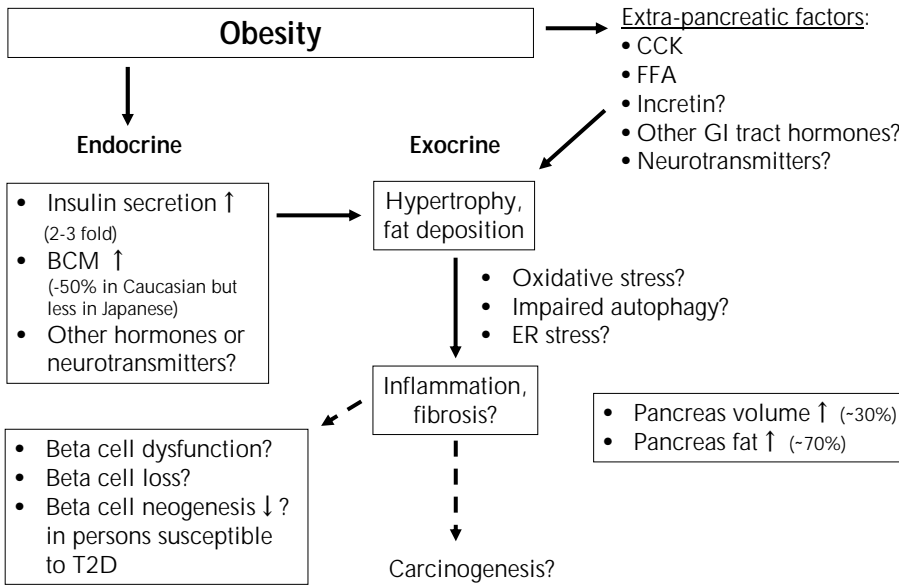 Obesity
Extra-pancreatic factors:
• CCK
• FFA
• Incretin?
• Other GI tract hormones?
• Neurotransmitters?
Endocrine
Exocrine
• Insulin secretion ↑
(2-3 fold)
• BCM ↑
(-50% in Caucasian but
less in Japanese)
• Other hormones or
neurotransmitters?
Hypertrophy,
fat deposition
• Oxidative stress?
• Impaired autophagy?
• ER stress?
Inflammation,
fibrosis?
• Pancreas volume ↑ (~30%)
• Pancreas fat ↑ (~70%)
• Beta cell dysfunction?
• Beta cell loss?
• Beta cell neogenesis ↓?
in persons susceptible
to T2D
Carcinogenesis?